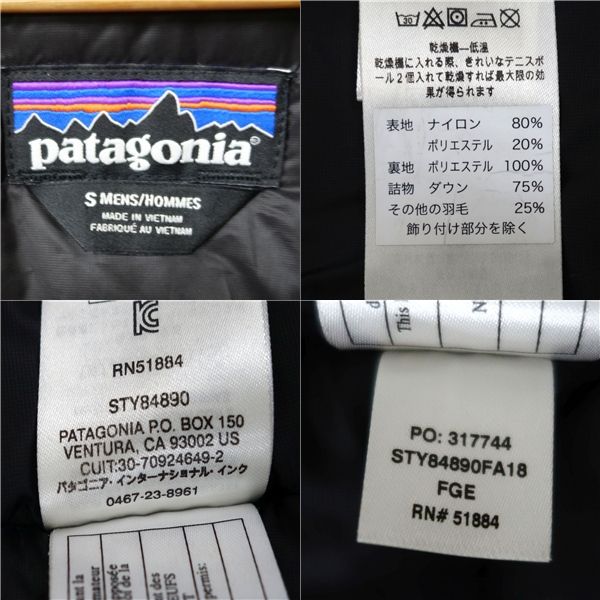 patagonia®
S MENS/HOMMES
MADE IN VIETNAM
FABRIQUÉ AU VIETNAM
30
乾燥機―低温
乾燥機に入れる際、きれいなテニスボ
ール2個入れて乾燥すれば最大限の効
果が得られます
表地 ナイロン 80%
ポリエステル 20%
裏地 ポリエステル 100%
詰物 ダウン 75%
その他の羽毛 25%
飾り付け部分を除く
RN51884
STY84890
PATAGONIA P.O. BOX 150
VENTURA, CA 93002 US
CUIT:30-70924649-2
パタゴニア・インターナショナル・インク
0467-23-8961
This
PO: 317744
STY84890FA18
FGE
RN# 51884